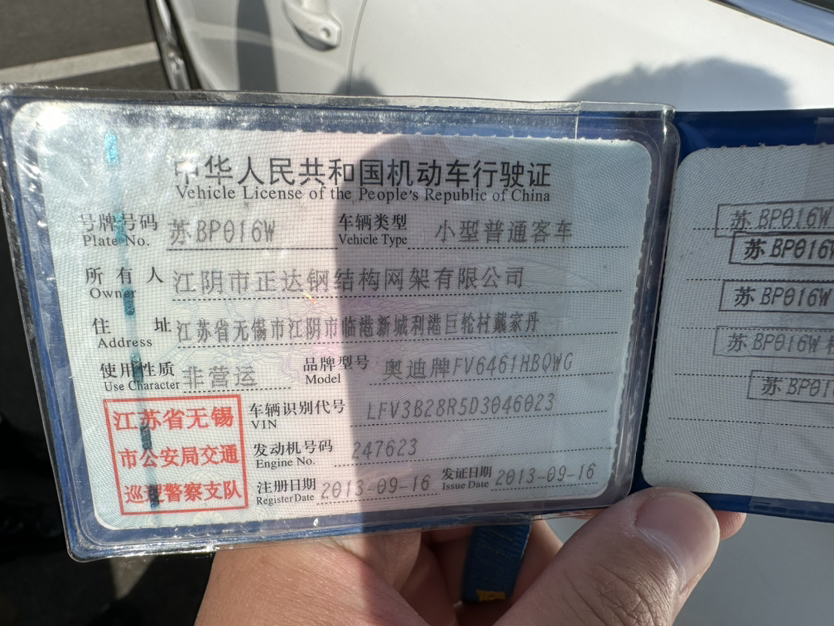 中华人民共和国机动车行驶证
Vehicle License of the People's Republic of China
号牌号码 苏BP016W 车辆类型 小型普通客车
Plate No. Vehicle Type
所有人 江阴市正达钢结构网架有限公司
Owner
住址 江苏省无锡市江阴市临港新城利港巨轮村戴家丹
Address
使用性质 非营运 品牌型号 奥迪牌FV6461HBQWG
Use Character Model
江苏省无锡
市公安局交通
巡逻警察支队
车辆识别代号 LFV3B28R5D3046023
VIN
发动机号码 247623
Engine No.
注册日期 2013-09-16 发证日期 2013-09-16
Register Date Issue Date
苏BP016W
苏BP016W
苏BP016W
苏BP016W
苏BP01